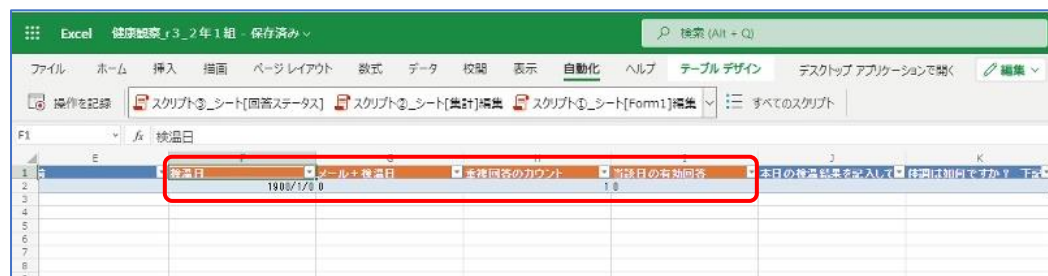 Excel 健康観察_r3_2年1組 - 保存済み 検索 (Alt + Q)
ファイル ホーム 挿入 描画 ページ レイアウト 数式 データ 校閲 表示 自動化 ヘルプ テーブル デザイン デスクトップ アプリケーションで開く 編集
操作を記録 スクリプト③_シート[回答ステータス] スクリプト②_シート[集計]編集 スクリプト①_シート[Form1]編集 すべてのスクリプト
F1 fx 検温日
E F G H I J K
1 検温日 メール+検温日 重複回答のカウント 当該日の有効回答 本日の検温結果を記入して 体調は如何ですか? 下記
2 1900/1/0 0 1 0
3
4
5
6
7
8